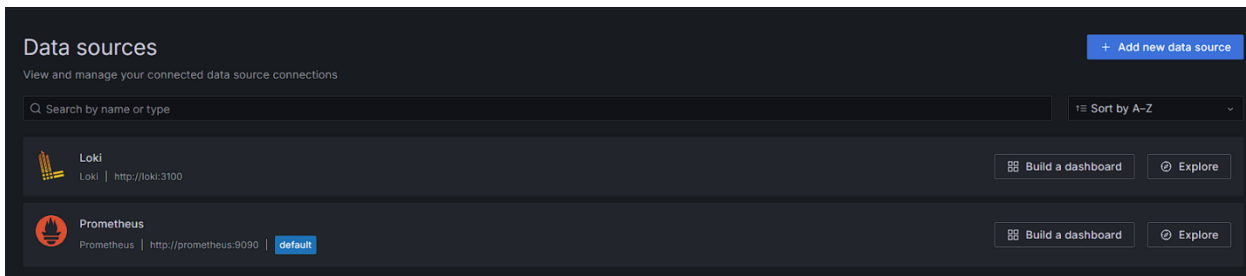 Data sources
+ Add new data source
View and manage your connected data source connections
Search by name or type
Sort by A–Z
Loki
Loki | http://loki:3100
Build a dashboard
Explore
Prometheus
Prometheus | http://prometheus:9090 | default
Build a dashboard
Explore